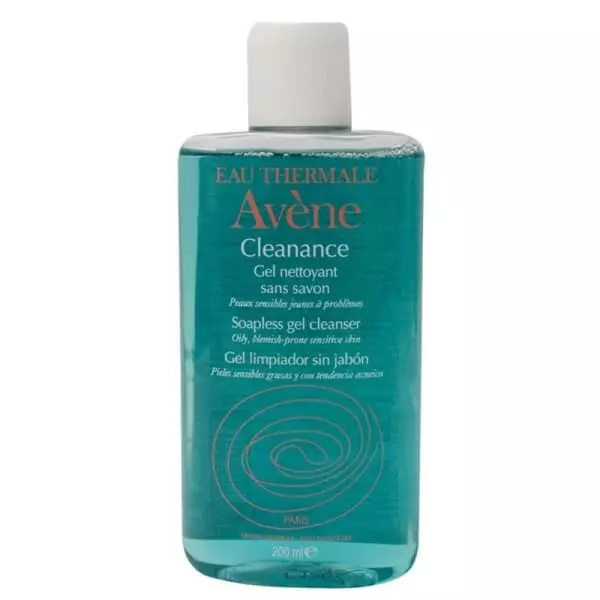 EAU THERMALE
Avène
Cleanance
Gel nettoyant
sans savon
Peaux sensibles jeunes à problèmes
Soapless gel cleanser
Oily, blemish-prone sensitive skin
Gel limpiador sin jabón
Pieles sensibles grasas y con tendencia acneica
PARIS
200 ml e